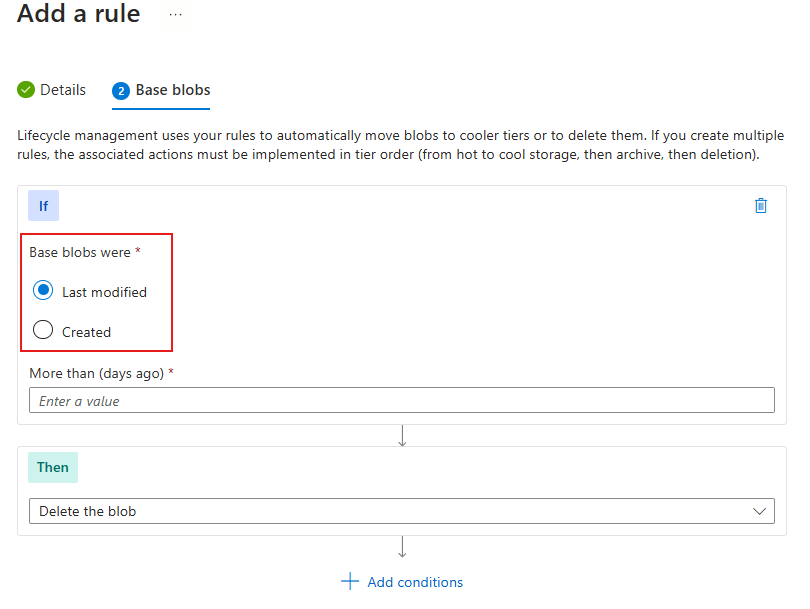 Add a rule ...
Details
2 Base blobs
Lifecycle management uses your rules to automatically move blobs to cooler tiers or to delete them. If you create multiple
rules, the associated actions must be implemented in tier order (from hot to cool storage, then archive, then deletion).
If
Base blobs were *
Last modified
Created
More than (days ago) *
Enter a value
Then
Delete the blob
Add conditions